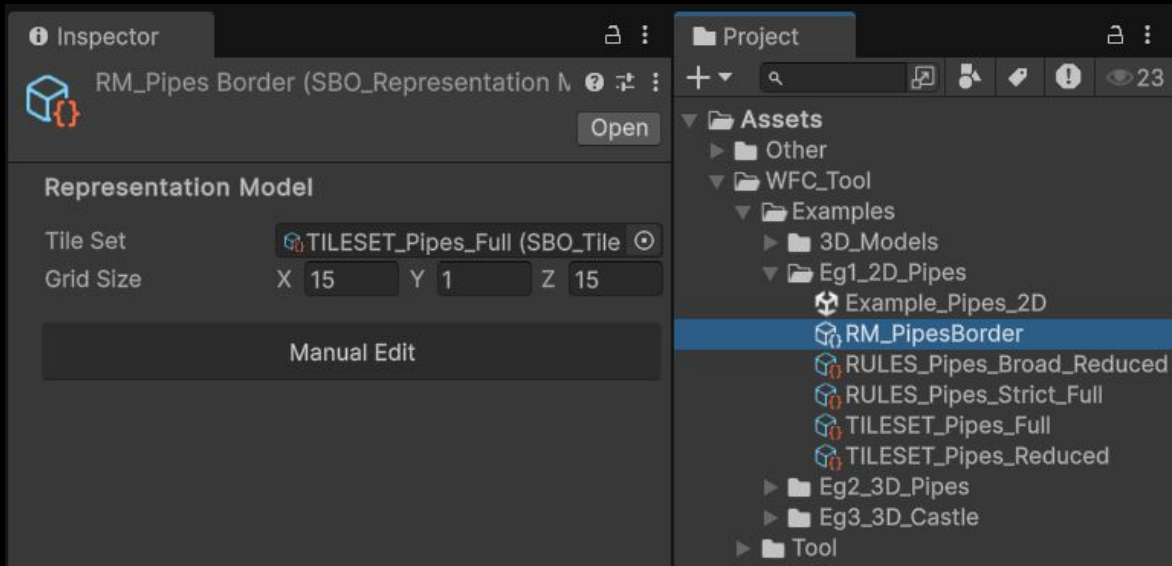 Inspector
RM_Pipes Border (SBO_Representation M
Open
Representation Model
Tile Set TILESET_Pipes_Full (SBO_Tile
Grid Size X 15 Y 1 Z 15
Manual Edit
Project
23
Assets
Other
WFC_Tool
Examples
3D_Models
Eg1_2D_Pipes
Example_Pipes_2D
RM_PipesBorder
RULES_Pipes_Broad_Reduced
RULES_Pipes_Strict_Full
TILESET_Pipes_Full
TILESET_Pipes_Reduced
Eg2_3D_Pipes
Eg3_3D_Castle
Tool